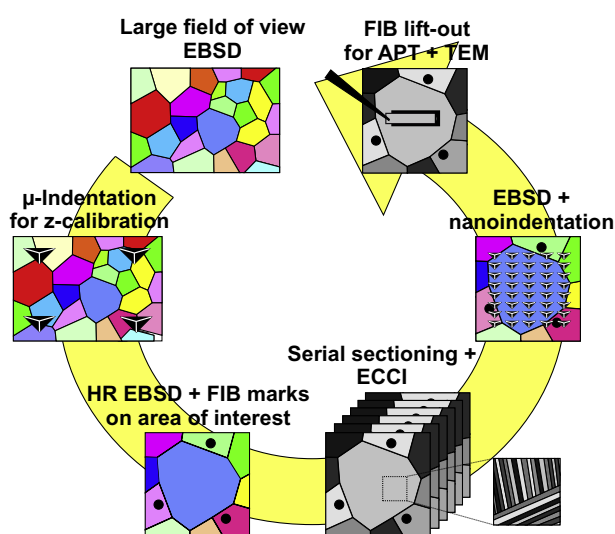 Large field of view
EBSD
FIB lift-out
for APT + TEM
μ-Indentation
for z-calibration
EBSD +
nanoindentation
Serial sectioning +
ECCI
HR EBSD + FIB marks
on area of interest